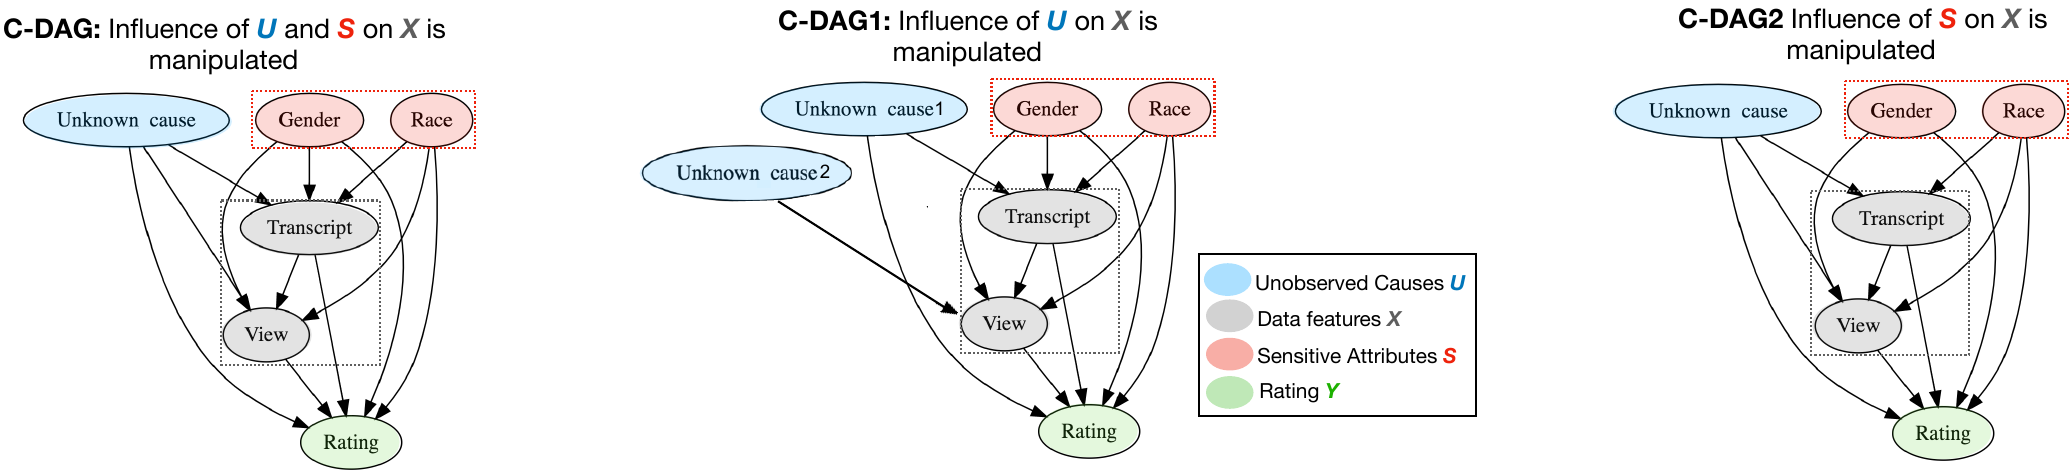 C-DAG: Influence of U and S on X is
manipulated
Unknown cause
Gender
Race
Transcript
View
Rating
C-DAG1: Influence of U on X is
manipulated
Unknown cause1
Gender
Race
Unknown cause2
Transcript
View
Rating
Unobserved Causes U
Data features X
Sensitive Attributes S
Rating Y
C-DAG2 Influence of S on X is
manipulated
Unknown cause
Gender
Race
Transcript
View
Rating